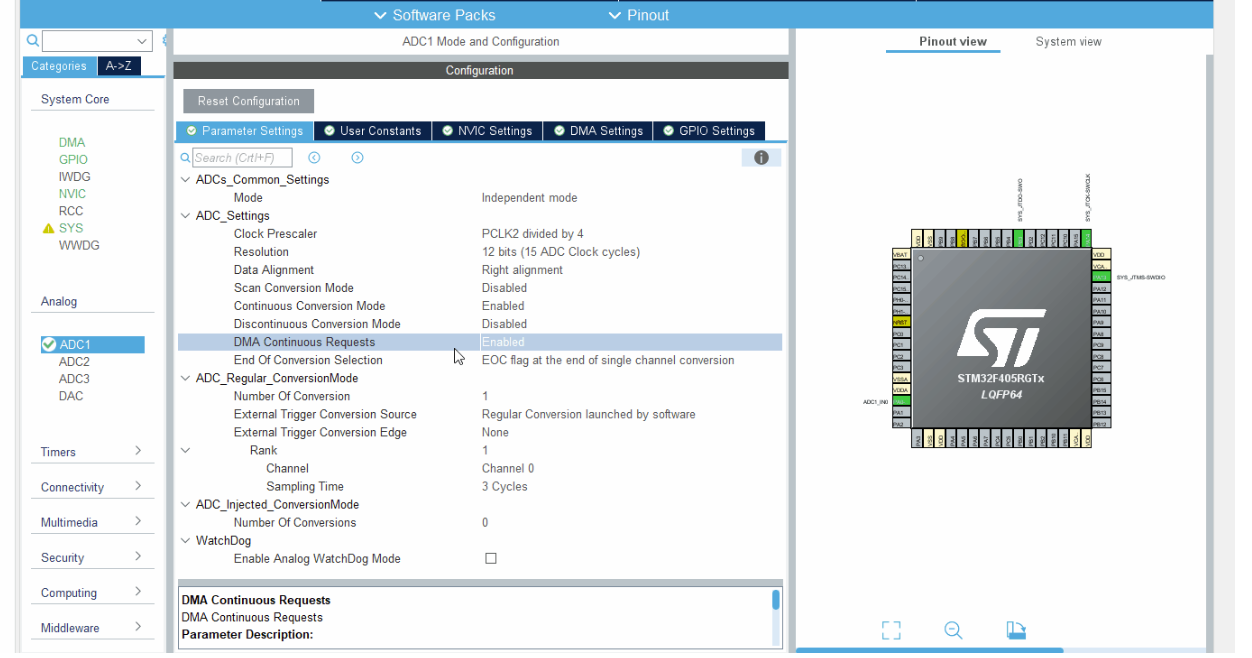 Software Packs
Pinout
ADC1 Mode and Configuration
Pinout view
System view
Categories
A->Z
Configuration
System Core
Reset Configuration
Parameter Settings
User Constants
NVIC Settings
DMA Settings
GPIO Settings
DMA
GPIO
IWDG
NVIC
RCC
SYS
WWDG
Analog
ADC1
ADC2
ADC3
DAC
Timers
Connectivity
Multimedia
Security
Computing
Middleware
Search (Crtl+F)
ADCs_Common_Settings
Mode Independent mode
ADC_Settings
Clock Prescaler PCLK2 divided by 4
Resolution 12 bits (15 ADC Clock cycles)
Data Alignment Right alignment
Scan Conversion Mode Disabled
Continuous Conversion Mode Enabled
Discontinuous Conversion Mode Disabled
DMA Continuous Requests Enabled
End Of Conversion Selection EOC flag at the end of single channel conversion
ADC_Regular_ConversionMode
Number Of Conversion 1
External Trigger Conversion Source Regular Conversion launched by software
External Trigger Conversion Edge None
Rank 1
Channel Channel 0
Sampling Time 3 Cycles
ADC_Injected_ConversionMode
Number Of Conversions 0
WatchDog
Enable Analog WatchDog Mode
DMA Continuous Requests
DMA Continuous Requests
Parameter Description:
SYS_JTDO-SWO
SYS_JTCK-SWCLK
SYS_JTMS-SWDIO
ADC1_IN0
VBAT
PC13
PC14
PC15
PH0-
PH1-
NRST
PC0
PC1
PC2
PC3
VSSA
VDDA
PA1
PA2
ST
STM32F405RGTx
LQFP64
VDD
VCA
PA12
PA11
PA10
PA9
PA8
PC9
PC8
PC7
PC6
PB15
PB14
PB13
PB12